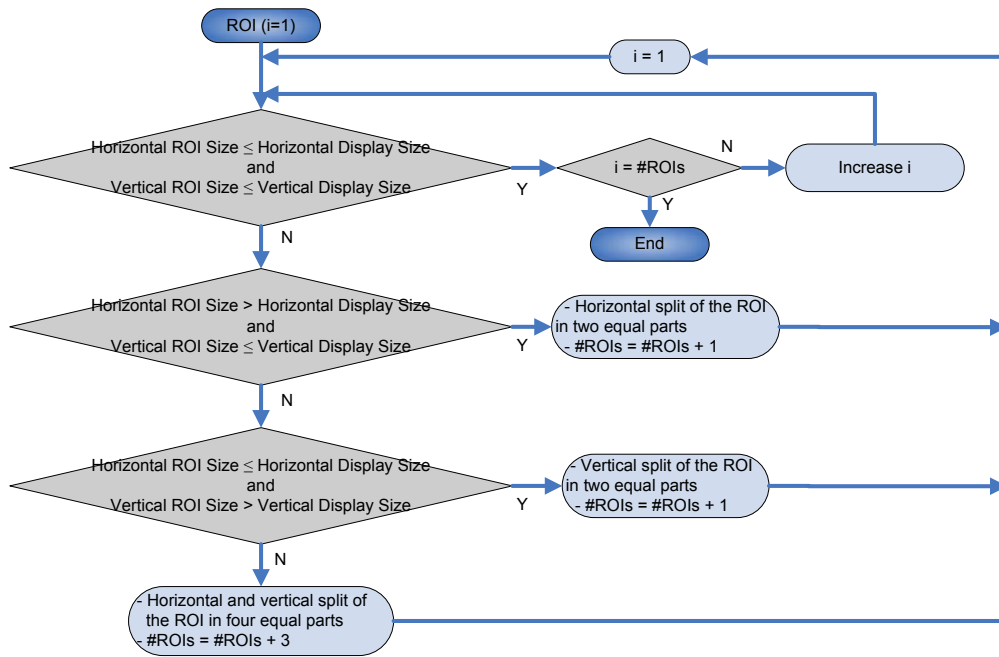 ROI (i=1)
i = 1
Horizontal ROI Size ≤ Horizontal Display Size
and
Vertical ROI Size ≤ Vertical Display Size
Y
i = #ROIs
N
Increase i
Y
End
N
Horizontal ROI Size > Horizontal Display Size
and
Vertical ROI Size ≤ Vertical Display Size
Y
- Horizontal split of the ROI
in two equal parts
- #ROIs = #ROIs + 1
N
Horizontal ROI Size ≤ Horizontal Display Size
and
Vertical ROI Size > Vertical Display Size
Y
- Vertical split of the ROI
in two equal parts
- #ROIs = #ROIs + 1
N
- Horizontal and vertical split of
the ROI in four equal parts
- #ROIs = #ROIs + 3